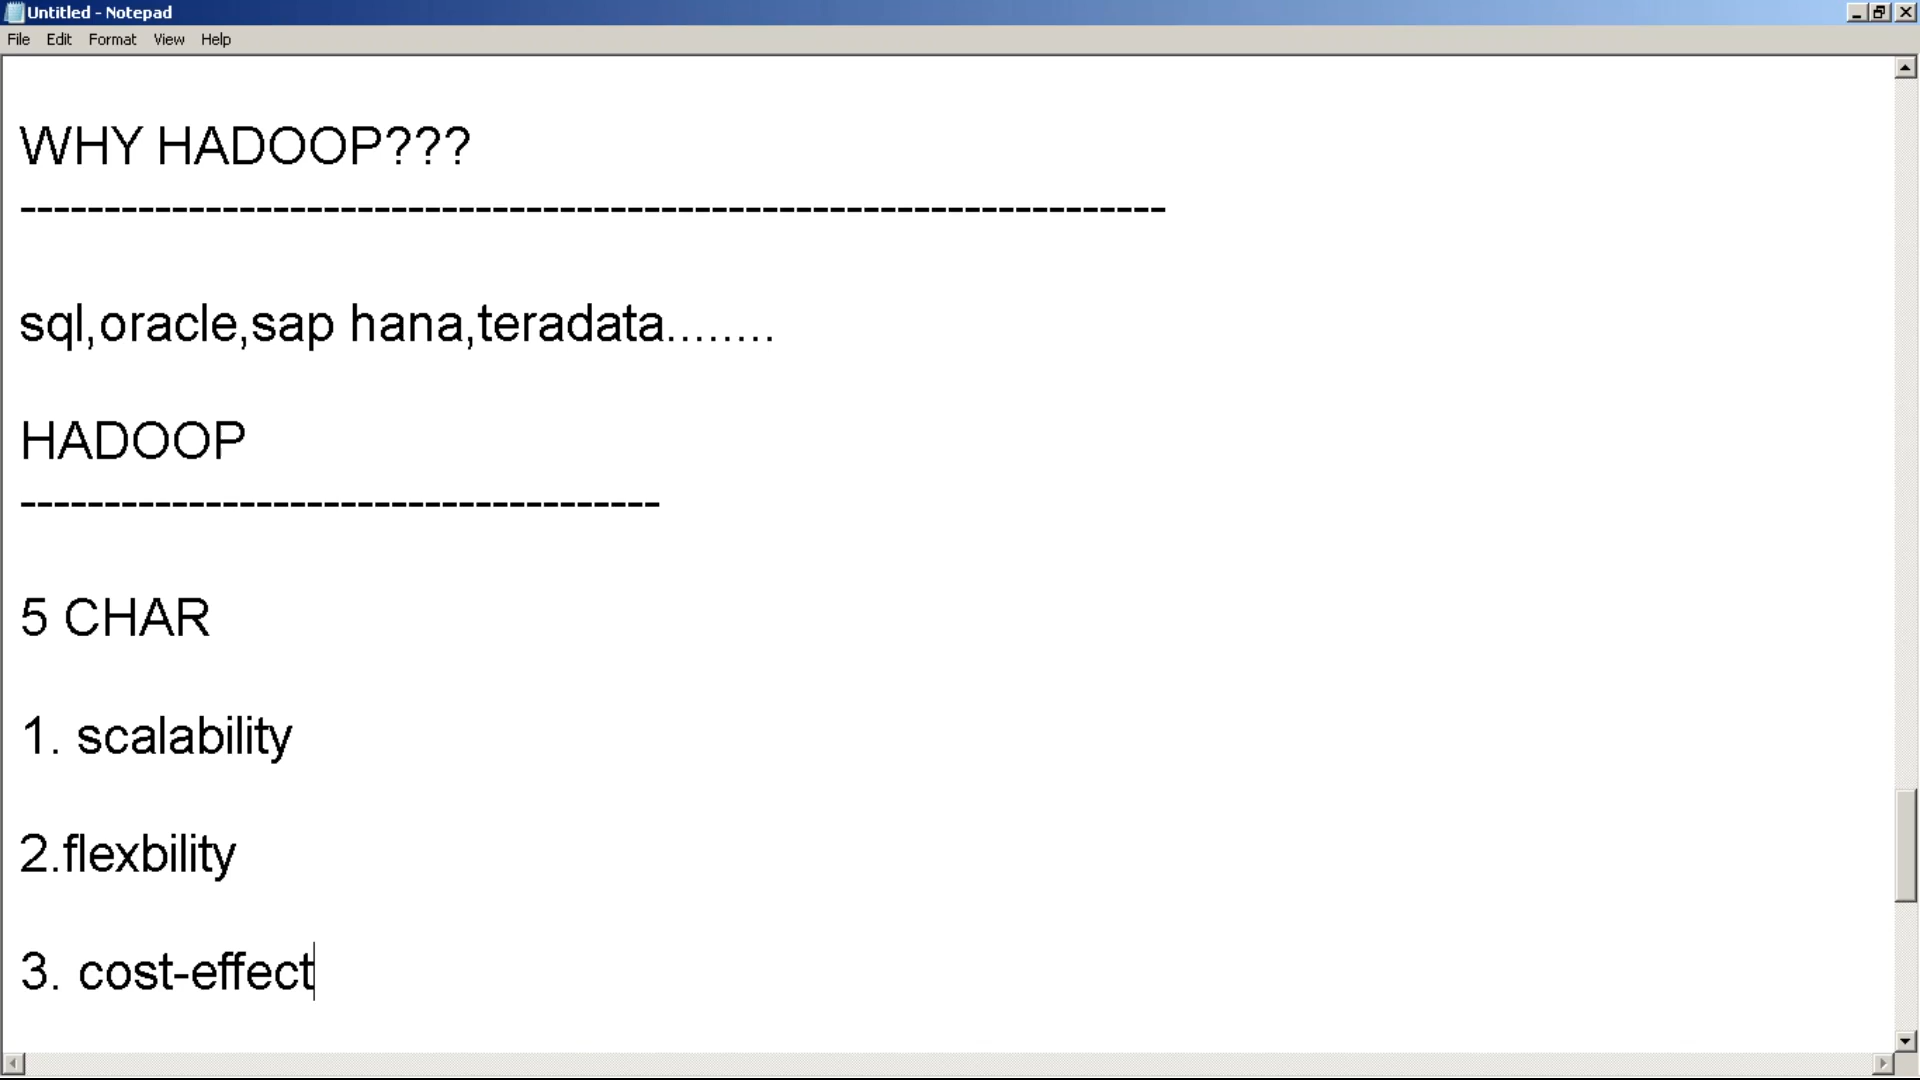 Untitled - Notepad
File Edit Format View Help
WHY HADOOP???
--------------------------------------------------------------------
sql,oracle,sap hana,teradata........
HADOOP
--------------------------------------
5 CHAR
1. scalability
2.flexbility
3. cost-effect